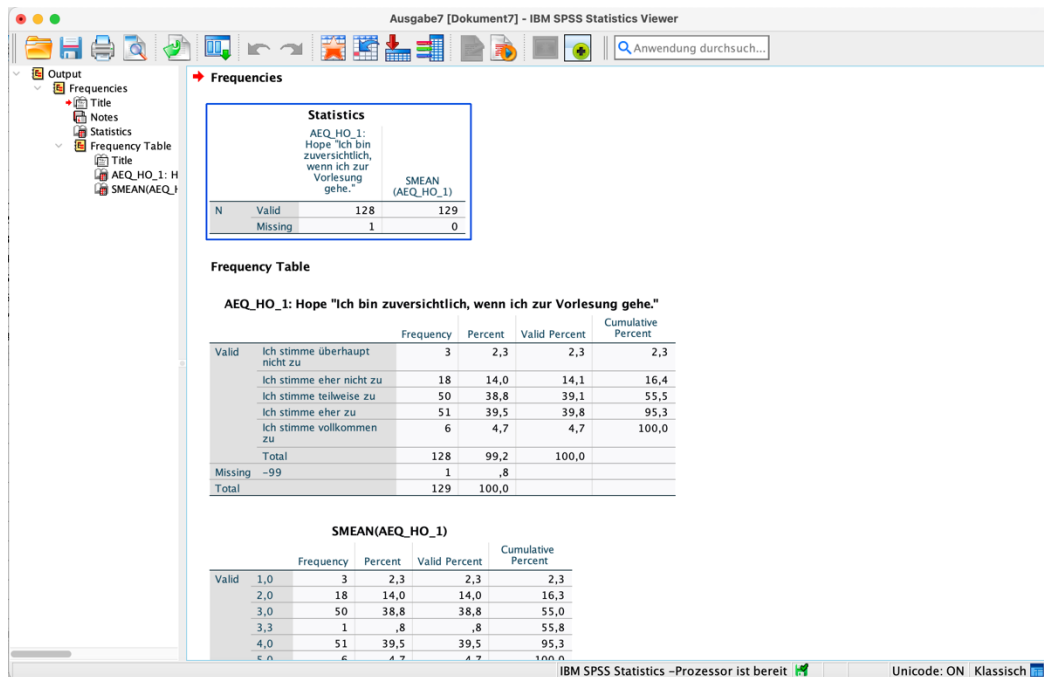 Ausgabe7 [Dokument7] - IBM SPSS Statistics Viewer
Anwendung durchsuch...
Output
Frequencies
Title
Notes
Statistics
Frequency Table
Title
AEQ_HO_1: H
SMEAN(AEQ_H
Frequencies
Statistics
AEQ_HO_1:
Hope "Ich bin
zuversichtlich,
wenn ich zur
Vorlesung
gehe."
SMEAN
(AEQ_HO_1)
N Valid 128 129
Missing 1 0
Frequency Table
AEQ_HO_1: Hope "Ich bin zuversichtlich, wenn ich zur Vorlesung gehe."
Frequency Percent Valid Percent Cumulative Percent
Valid Ich stimme überhaupt nicht zu 3 2,3 2,3 2,3
Ich stimme eher nicht zu 18 14,0 14,1 16,4
Ich stimme teilweise zu 50 38,8 39,1 55,5
Ich stimme eher zu 51 39,5 39,8 95,3
Ich stimme vollkommen zu 6 4,7 4,7 100,0
Total 128 99,2 100,0
Missing -99 1 ,8
Total 129 100,0
SMEAN(AEQ_HO_1)
Frequency Percent Valid Percent Cumulative Percent
Valid 1,0 3 2,3 2,3 2,3
2,0 18 14,0 14,0 16,3
3,0 50 38,8 38,8 55,0
3,3 1 ,8 ,8 55,8
4,0 51 39,5 39,5 95,3
5,0 6 4,7 4,7 100,0
IBM SPSS Statistics -Prozessor ist bereit Unicode: ON Klassisch